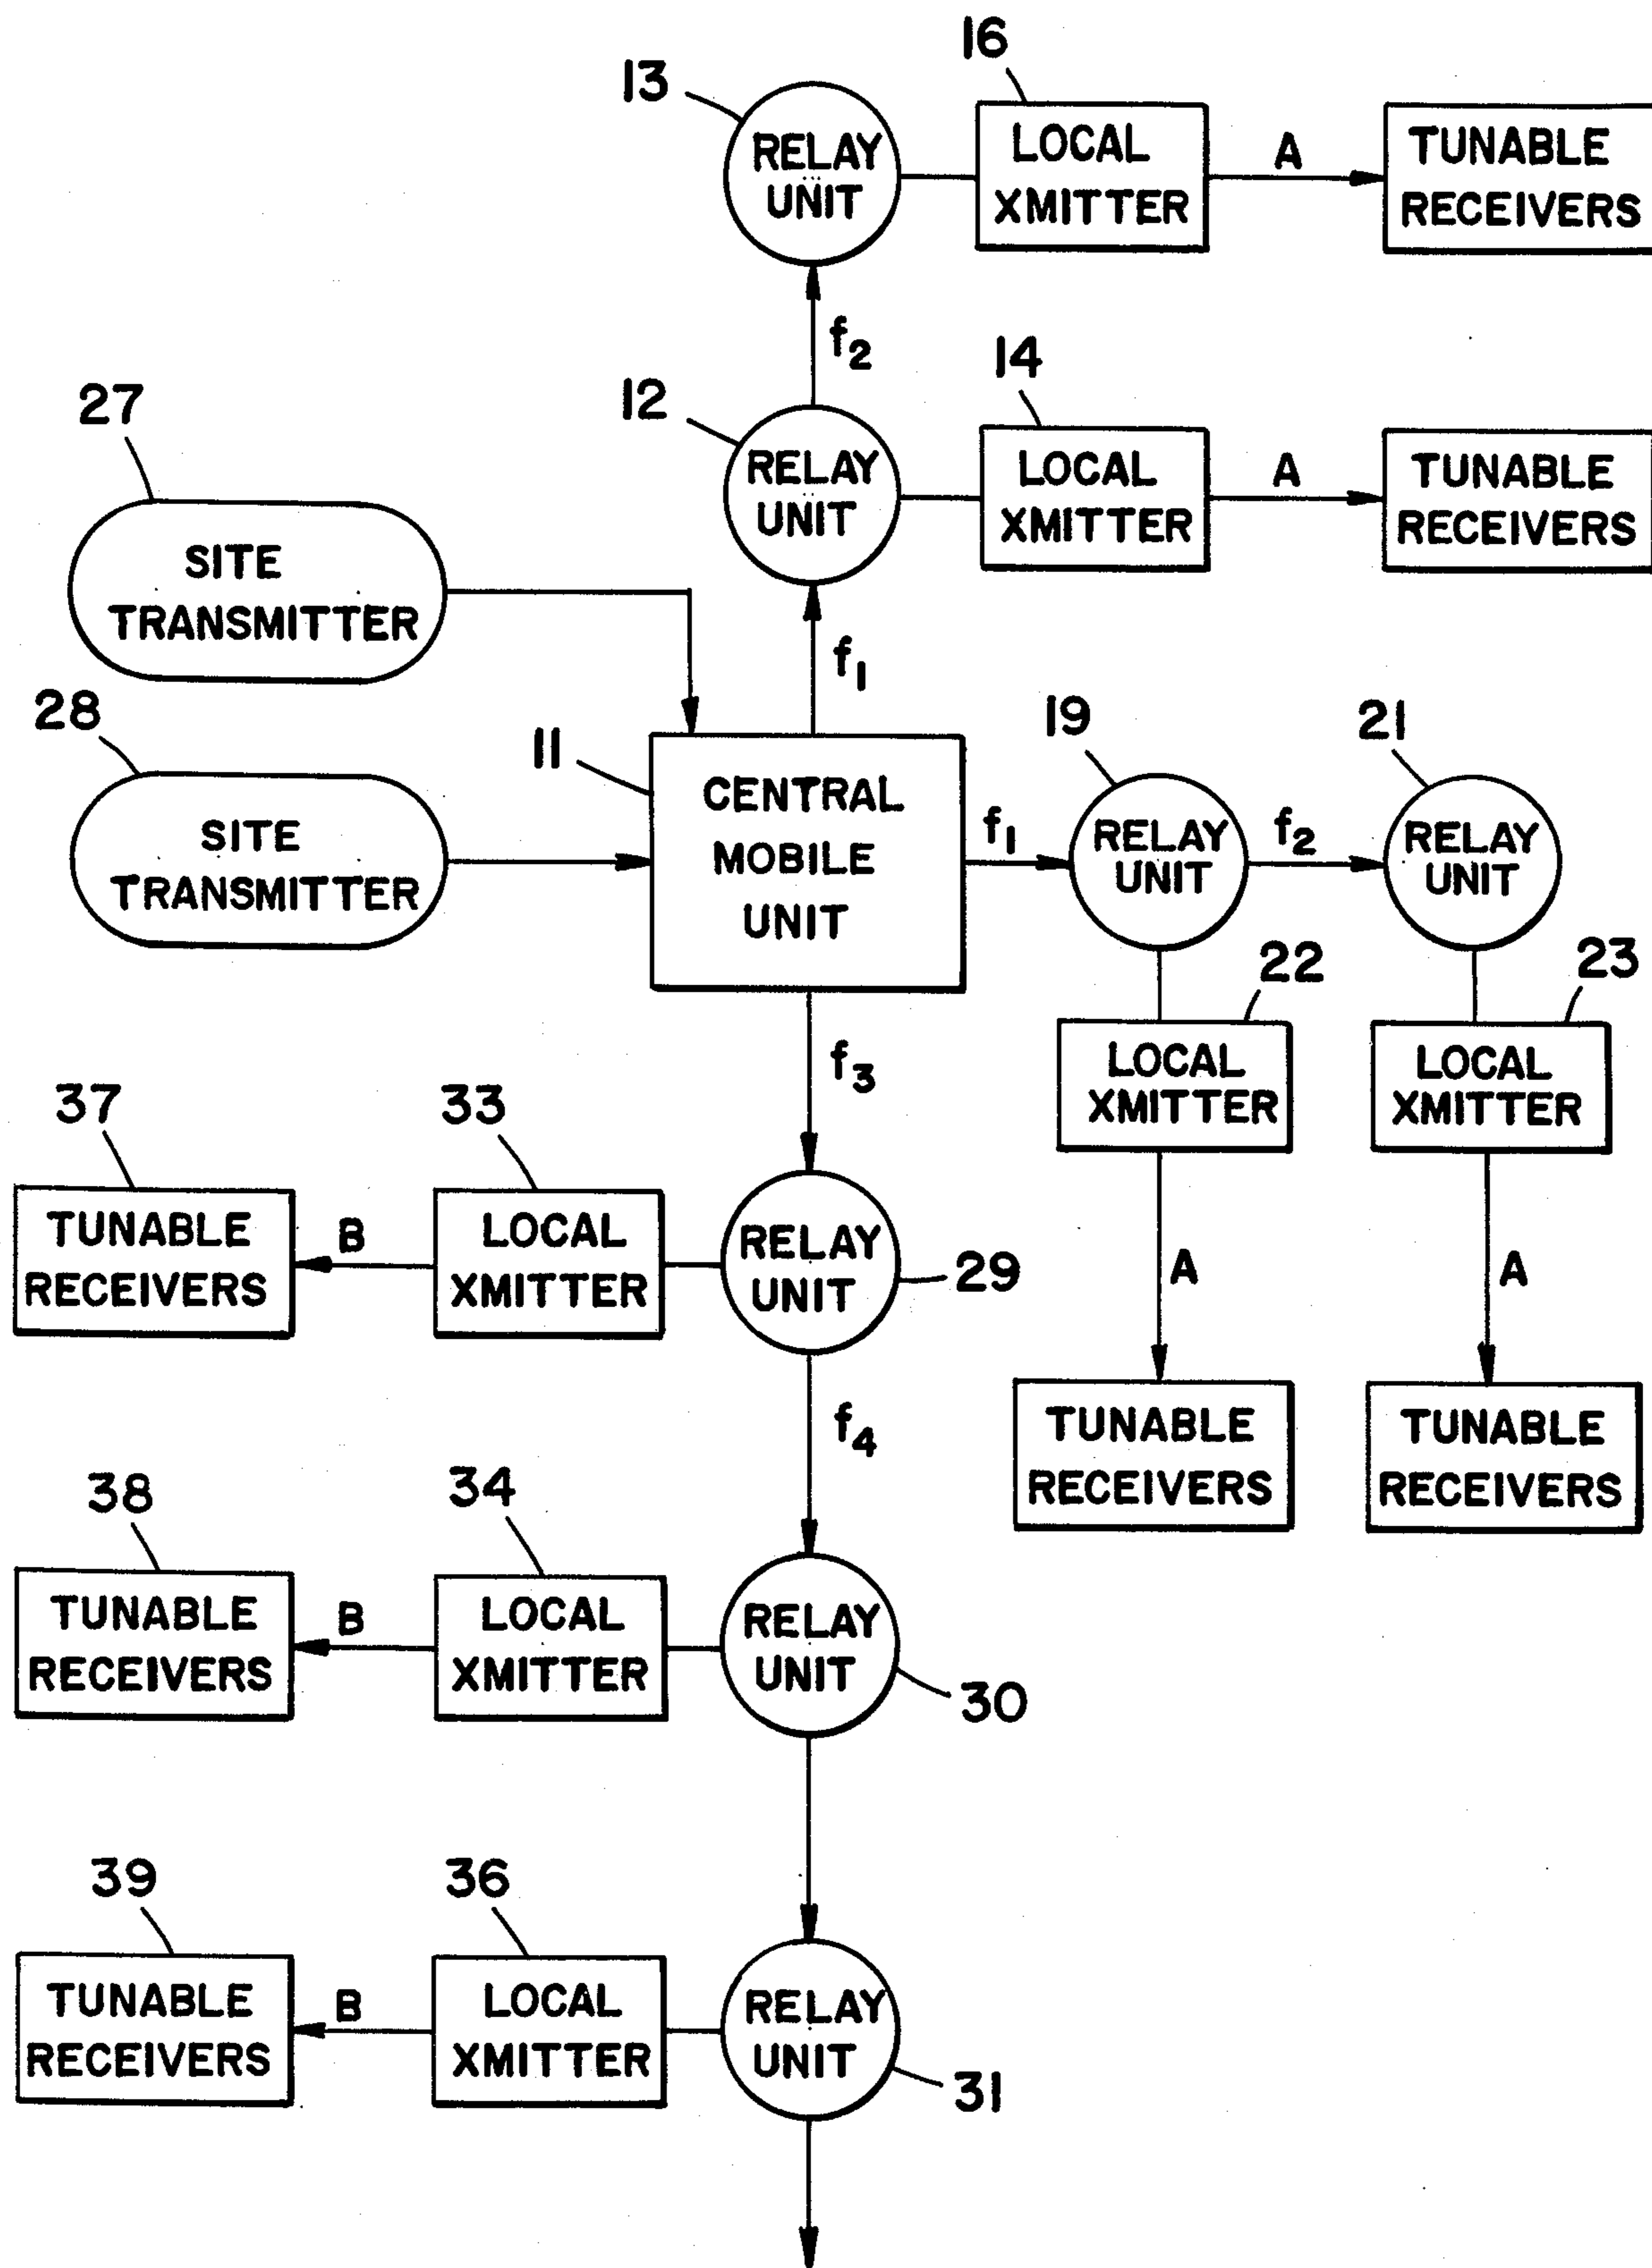 16
13
RELAY
UNIT
LOCAL
XMITTER
A
TUNABLE
RECEIVERS
f2
14
12
RELAY
UNIT
LOCAL
XMITTER
A
TUNABLE
RECEIVERS
27
SITE
TRANSMITTER
f1
28
SITE
TRANSMITTER
11
CENTRAL
MOBILE
UNIT
f1
19
RELAY
UNIT
f2
21
RELAY
UNIT
22
LOCAL
XMITTER
23
LOCAL
XMITTER
f3
37
TUNABLE
RECEIVERS
B
33
LOCAL
XMITTER
RELAY
UNIT
29
A
A
TUNABLE
RECEIVERS
TUNABLE
RECEIVERS
f4
38
TUNABLE
RECEIVERS
B
34
LOCAL
XMITTER
RELAY
UNIT
30
39
TUNABLE
RECEIVERS
B
36
LOCAL
XMITTER
RELAY
UNIT
31